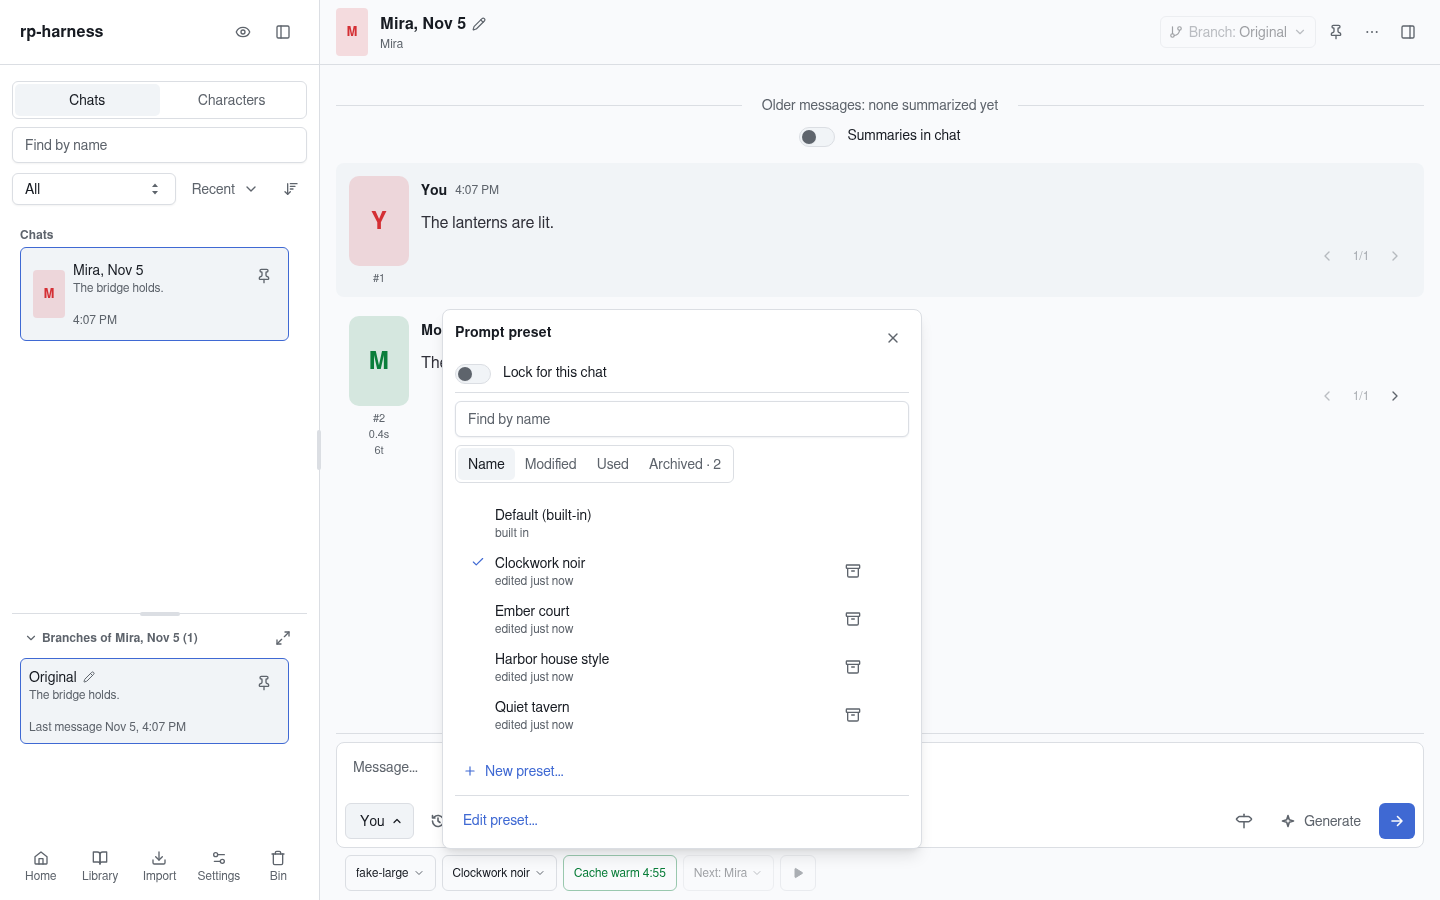 rp-harness
Chats
Characters
Find by name
All
Recent
Chats
M
Mira, Nov 5
The bridge holds.
4:07 PM
Branches of Mira, Nov 5 (1)
Original
The bridge holds.
Last message Nov 5, 4:07 PM
Home
Library
Import
Settings
Bin
M
Mira, Nov 5
Mira
Branch: Original
Older messages: none summarized yet
Summaries in chat
Y
You 4:07 PM
The lanterns are lit.
#1
1/1
M
#2
0.4s
6t
1/1
Prompt preset
Lock for this chat
Find by name
Name
Modified
Used
Archived · 2
Default (built-in)
built in
Clockwork noir
edited just now
Ember court
edited just now
Harbor house style
edited just now
Quiet tavern
edited just now
New preset...
Edit preset...
Message...
You
Generate
fake-large
Clockwork noir
Cache warm 4:55
Next: Mira